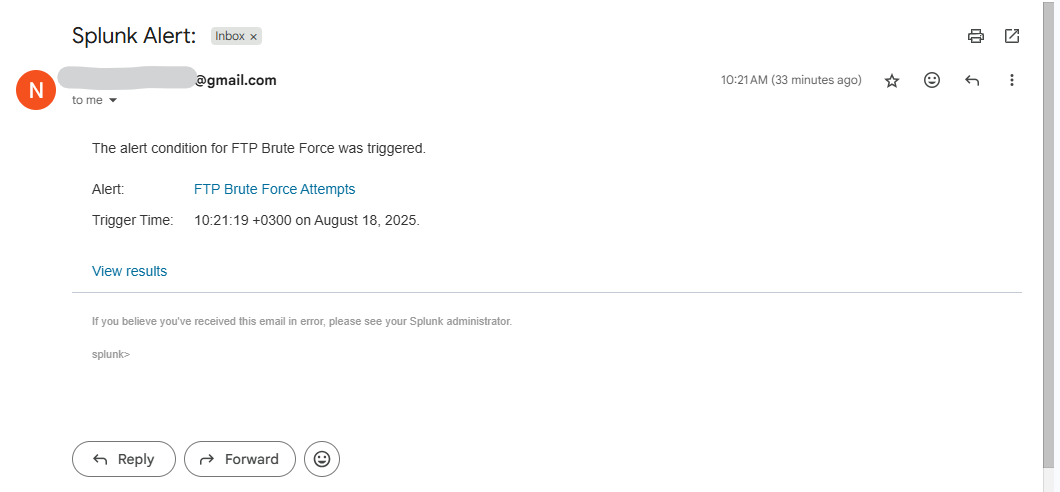 Splunk Alert: Inbox ×
@gmail.com 10:21 AM (33 minutes ago)
N
to me
The alert condition for FTP Brute Force was triggered.
Alert: FTP Brute Force Attempts
Trigger Time: 10:21:19 +0300 on August 18, 2025.
View results
If you believe you've received this email in error, please see your Splunk administrator.
splunk>
Reply Forward